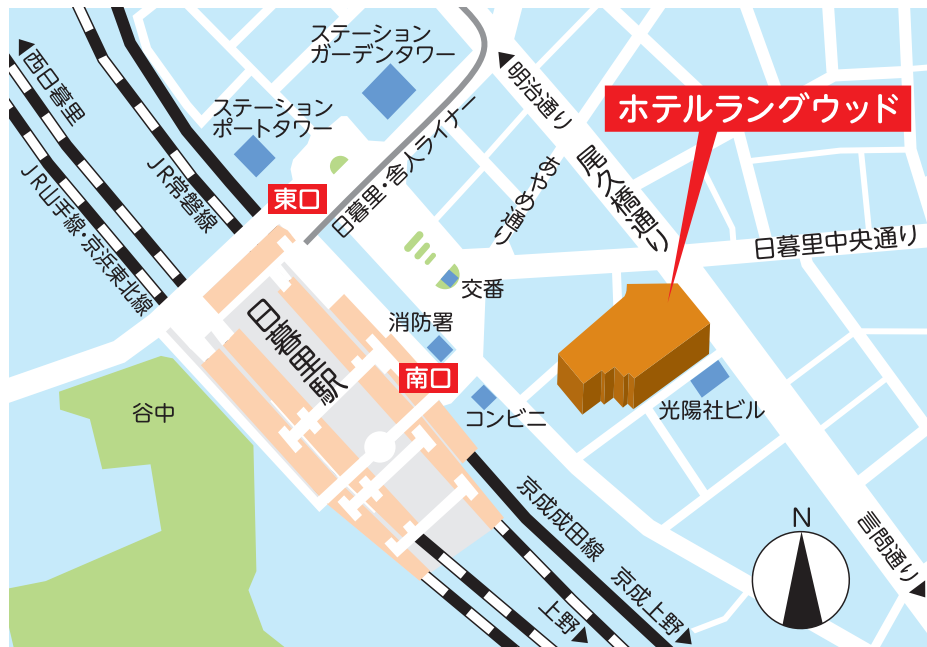 ステーション
ガーデンタワー
ステーション
ポートタワー
西日暮里
JR山手線・京浜東北線
JR常磐線
東口
日暮里・舎人ライナー
明治通り
あやめ通り
尾久橋通り
ホテルラングウッド
日暮里中央通り
交番
消防署
南口
コンビニ
光陽社ビル
日暮里駅
谷中
京成成田線
京成上野
上野
言問通り
N